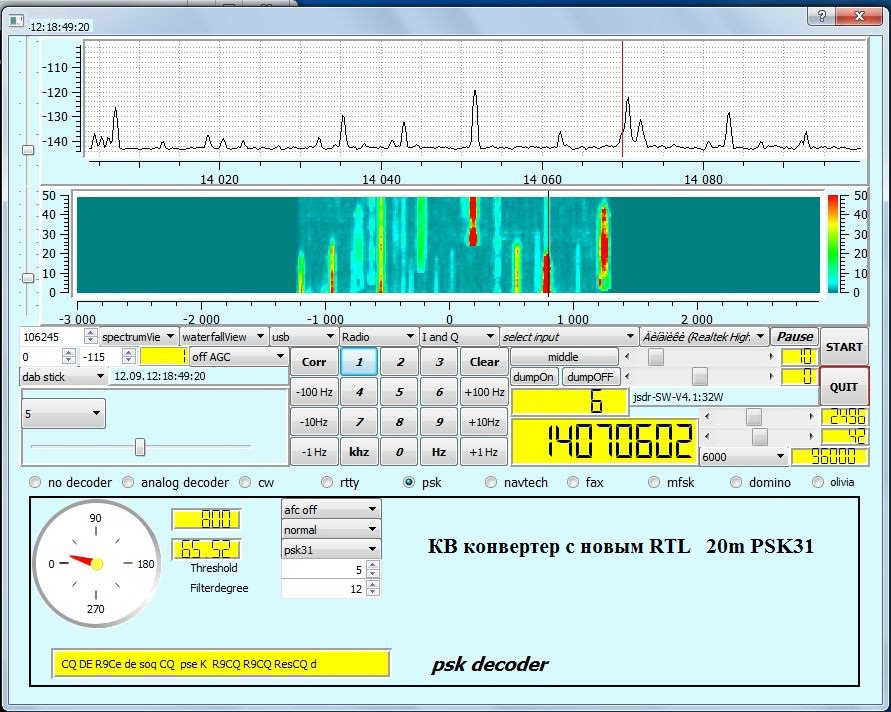 -12:18:49:20
?
-110
-120
-130
-140
14 020 14 040 14 060 14 080
50 50
40 40
30 30
20 20
10 10
0 0
-3 000 -2 000 -1 000 0 1 000 2 000
106245 spectrumVie waterfallView usb Radio I and Q select input Äèíàìèêè (Realtek High Pause START
0 -115 1 off AGC Corr 1 2 3 Clear middle 10
dab stick 12.09.12:18:49:20 dumpOn dumpOFF 0 QUIT
5 -100 Hz 4 5 6 +100 Hz 6 jsdr-SW-V4.1:32W
-10Hz 7 8 9 +10Hz 14070602 42
-1 Hz khz 0 Hz +1 Hz 6000 96000
no decoder analog decoder cw rtty psk navtech fax mfsk domino olivia
90
0 180
270
800
65 52
Threshold
Filterdegree
afc off
normal
psk31
5
12
КВ конвертер с новым RTL 20m PSK31
CQ DE R9Ce de soq CQ pse K R9CQ R9CQ ResCQ d
psk decoder